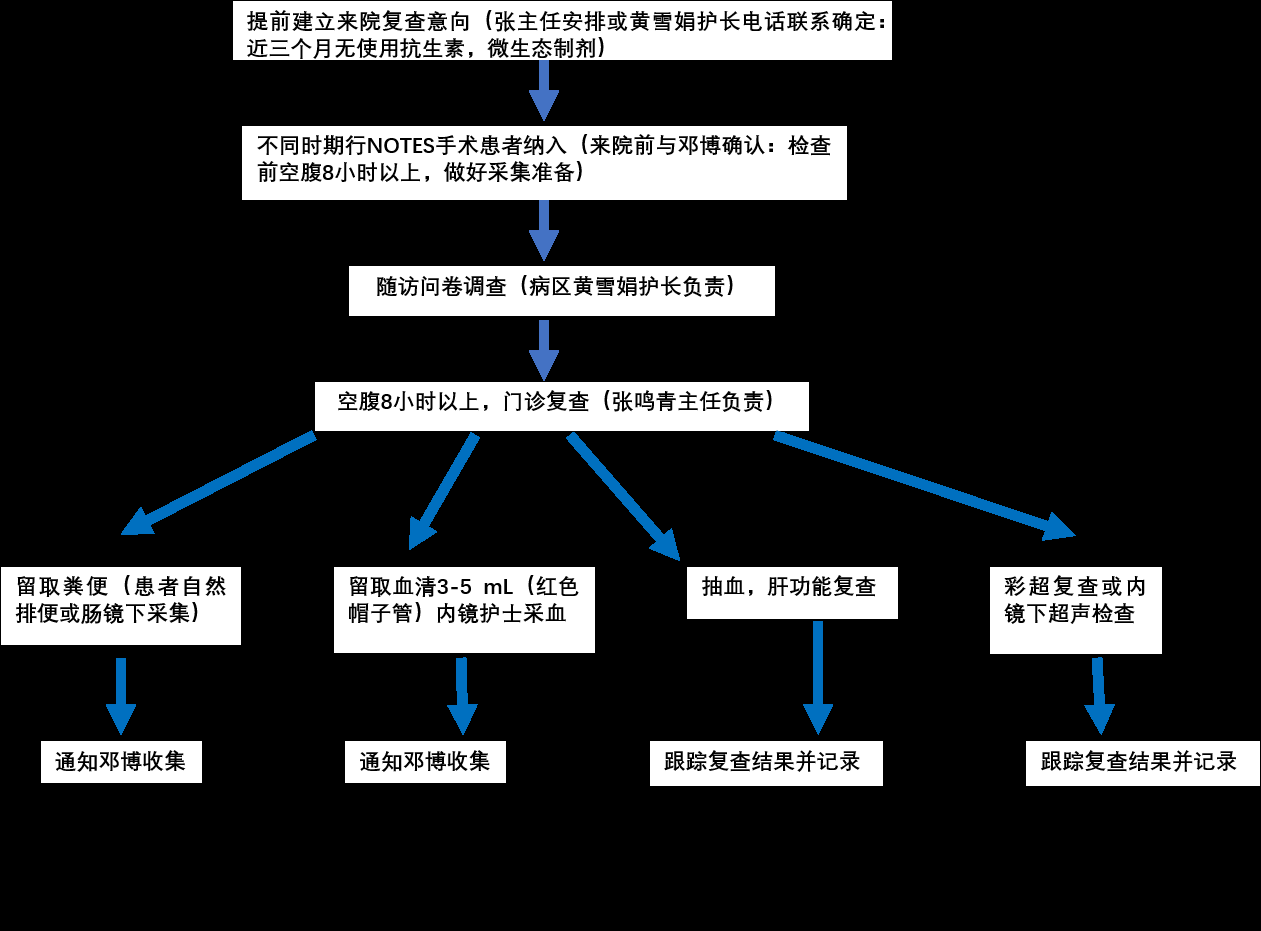 提前建立来院复查意向（张主任安排或黄雪娟护长电话联系确定：
近三个月无使用抗生素，微生态制剂）
不同时期行NOTES手术患者纳入（来院前与邓博确认：检查
前空腹8小时以上，做好采集准备）
随访问卷调查（病区黄雪娟护长负责）
空腹8小时以上，门诊复查（张鸣青主任负责）
留取粪便（患者自然
排便或肠镜下采集）
留取血清3-5 mL（红色
帽子管）内镜护士采血
抽血，肝功能复查
彩超复查或内
镜下超声检查
通知邓博收集
通知邓博收集
跟踪复查结果并记录
跟踪复查结果并记录